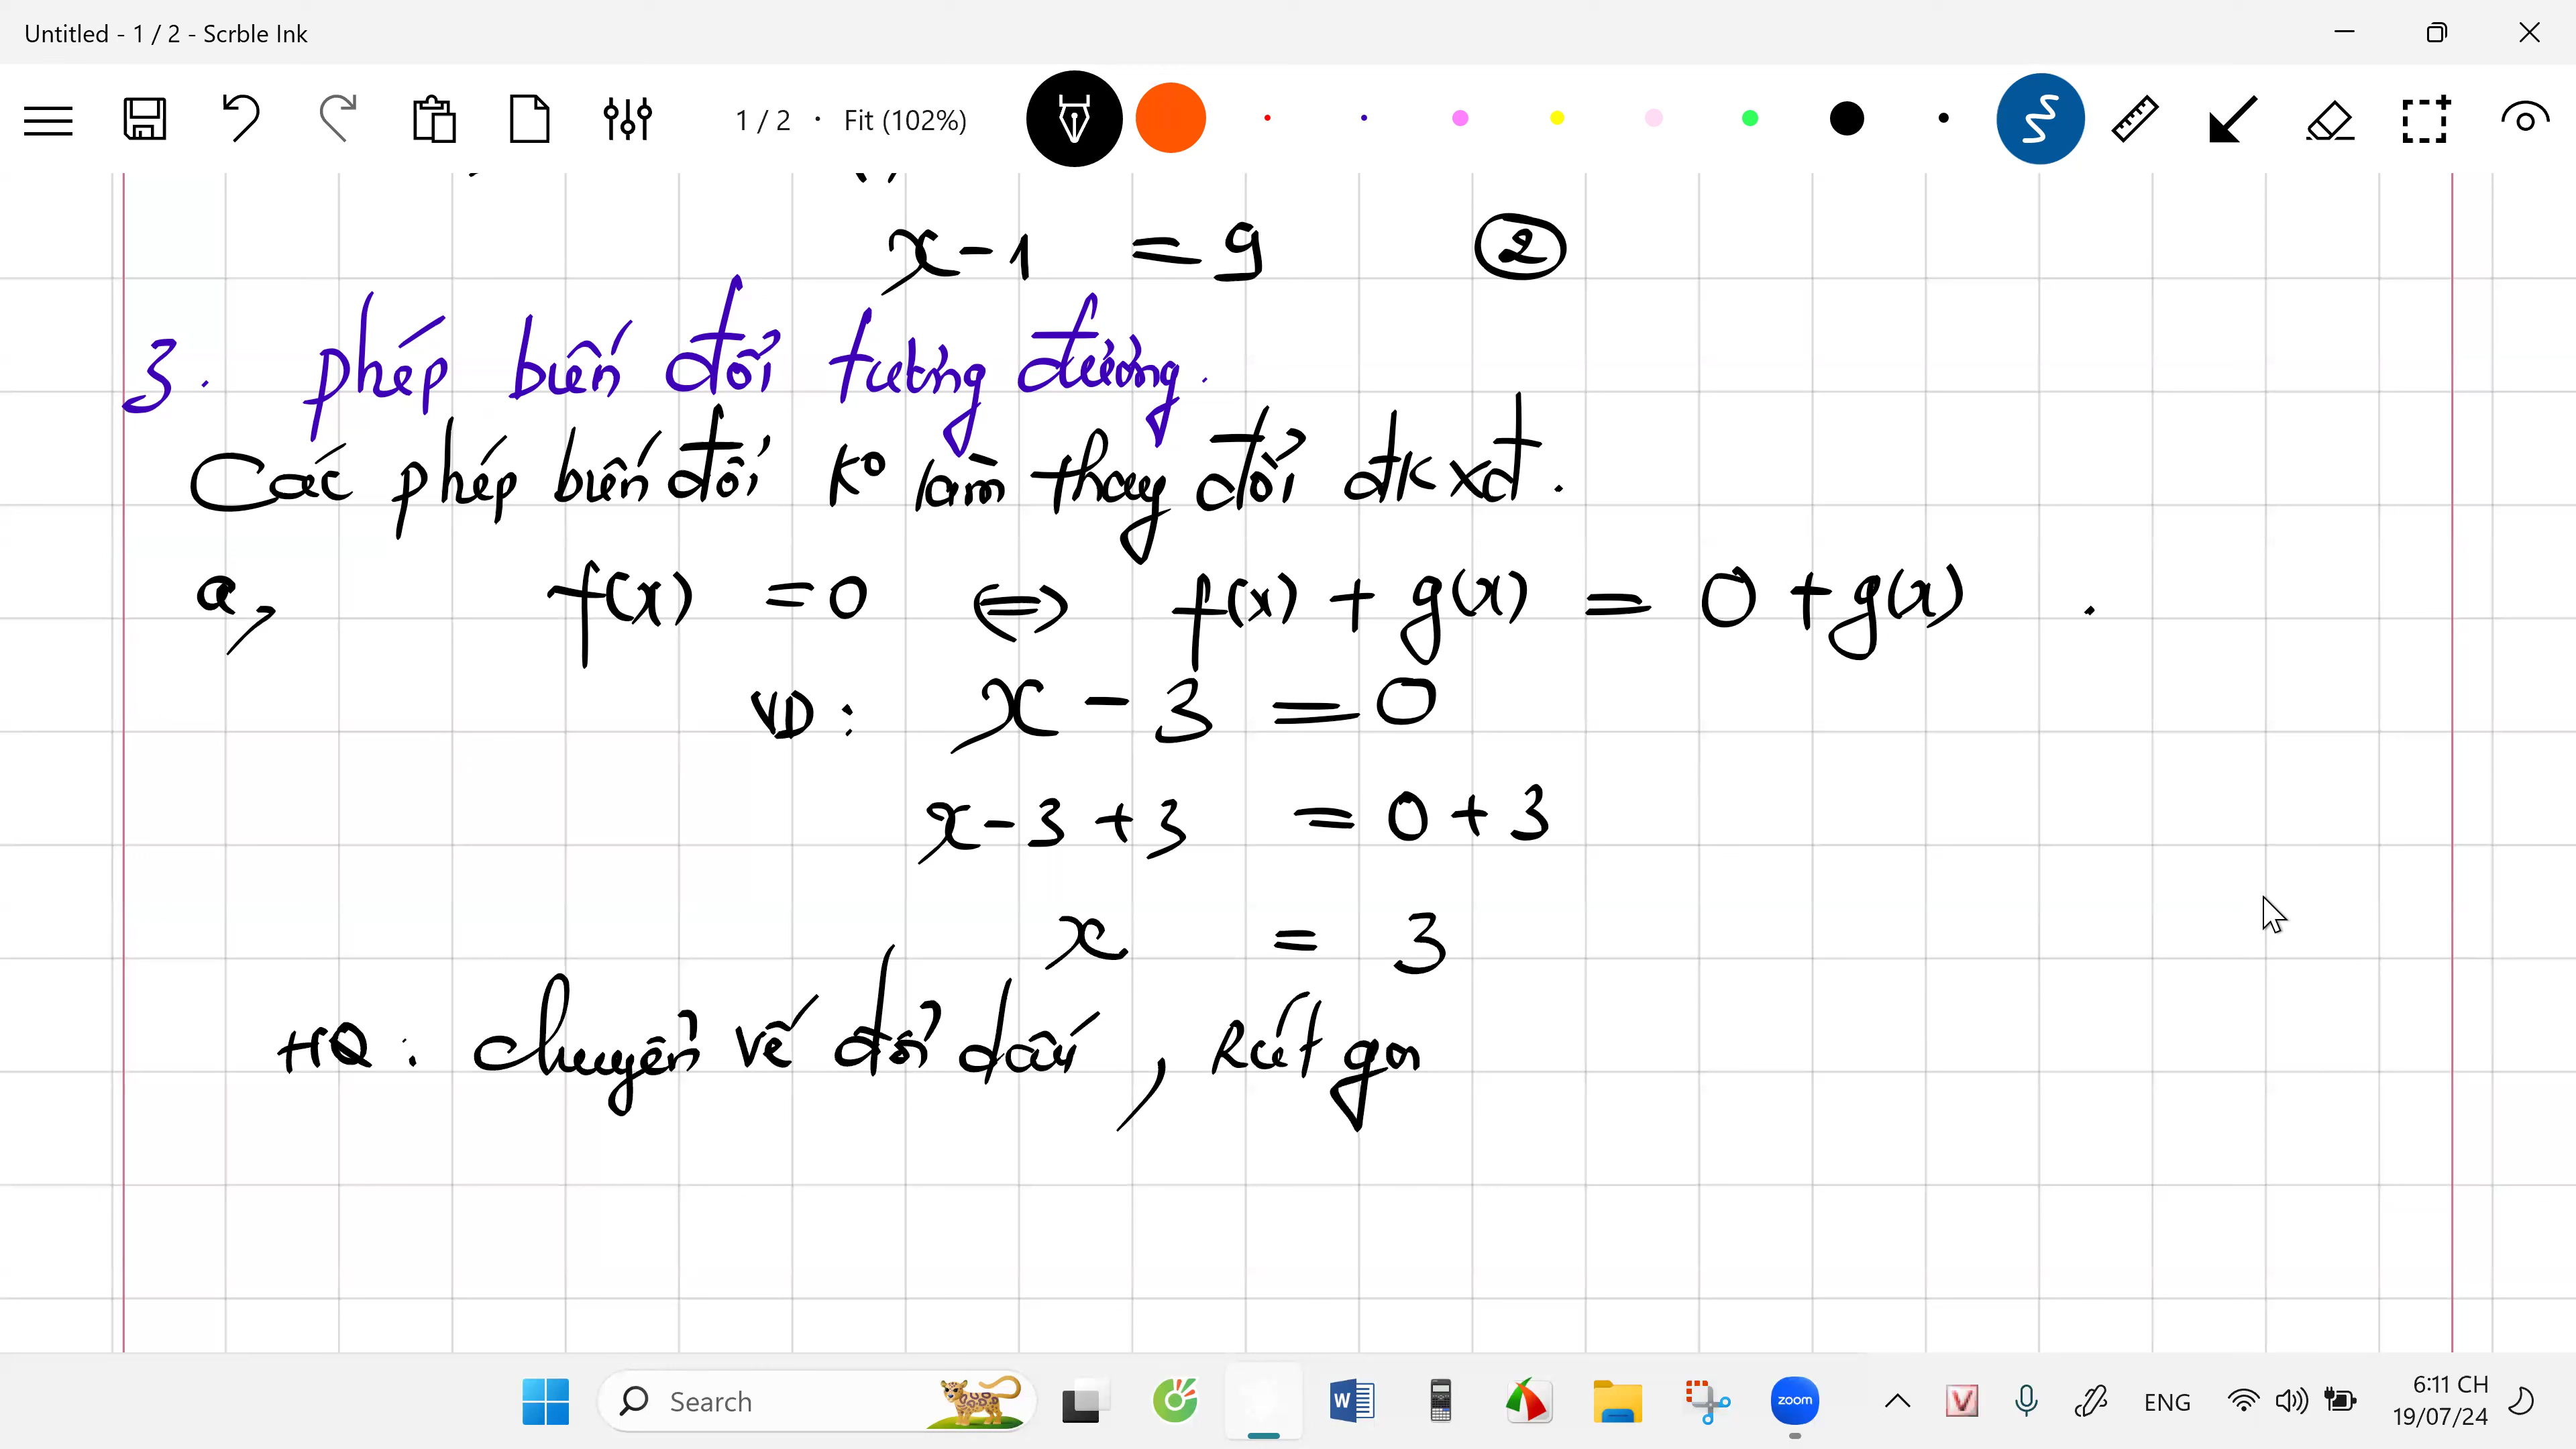 Untitled - 1 / 2 - Scrble Ink
1 / 2 · Fit (102%)
x - 1 = 9 ②
3. phép biến đổi tương đương.
Các phép biến đổi K⁰ làm thay đổi đkxđ.
a, f(x) = 0 ⇔ f(x) + g(x) = 0 + g(x) .
VD: x - 3 = 0
x - 3 + 3 = 0 + 3
x = 3
HQ: chuyển vế đổi dấu, Rút gọn
Search
zoom
ENG
6:11 CH
19/07/24